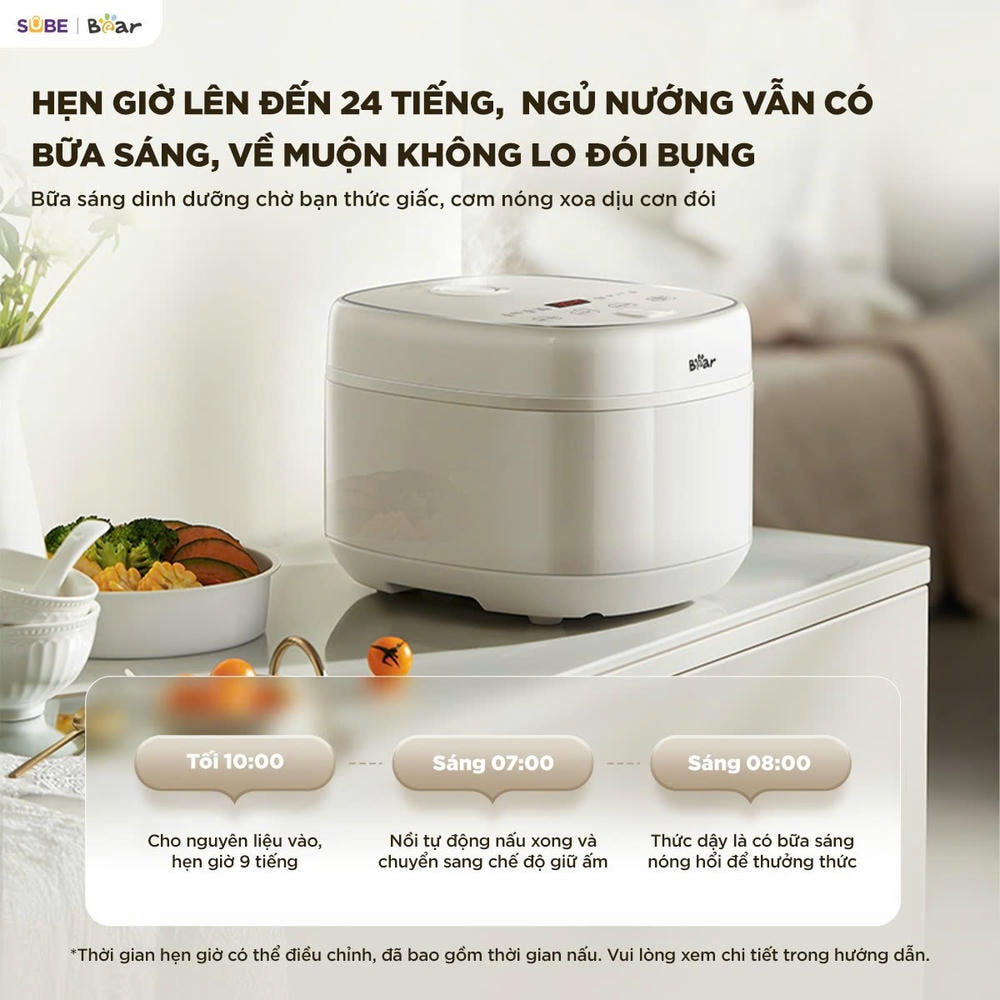 SUBE | Bear
HẸN GIỜ LÊN ĐẾN 24 TIẾNG, NGỦ NƯỚNG VẪN CÓ
BỮA SÁNG, VỀ MUỘN KHÔNG LO ĐÓI BỤNG
Bữa sáng dinh dưỡng chờ bạn thức giấc, cơm nóng xoa dịu cơn đói
Bear
Tối 10:00
Cho nguyên liệu vào,
hẹn giờ 9 tiếng
Sáng 07:00
Nồi tự động nấu xong và
chuyển sang chế độ giữ ấm
Sáng 08:00
Thức dậy là có bữa sáng
nóng hổi để thưởng thức
*Thời gian hẹn giờ có thể điều chỉnh, đã bao gồm thời gian nấu. Vui lòng xem chi tiết trong hướng dẫn.